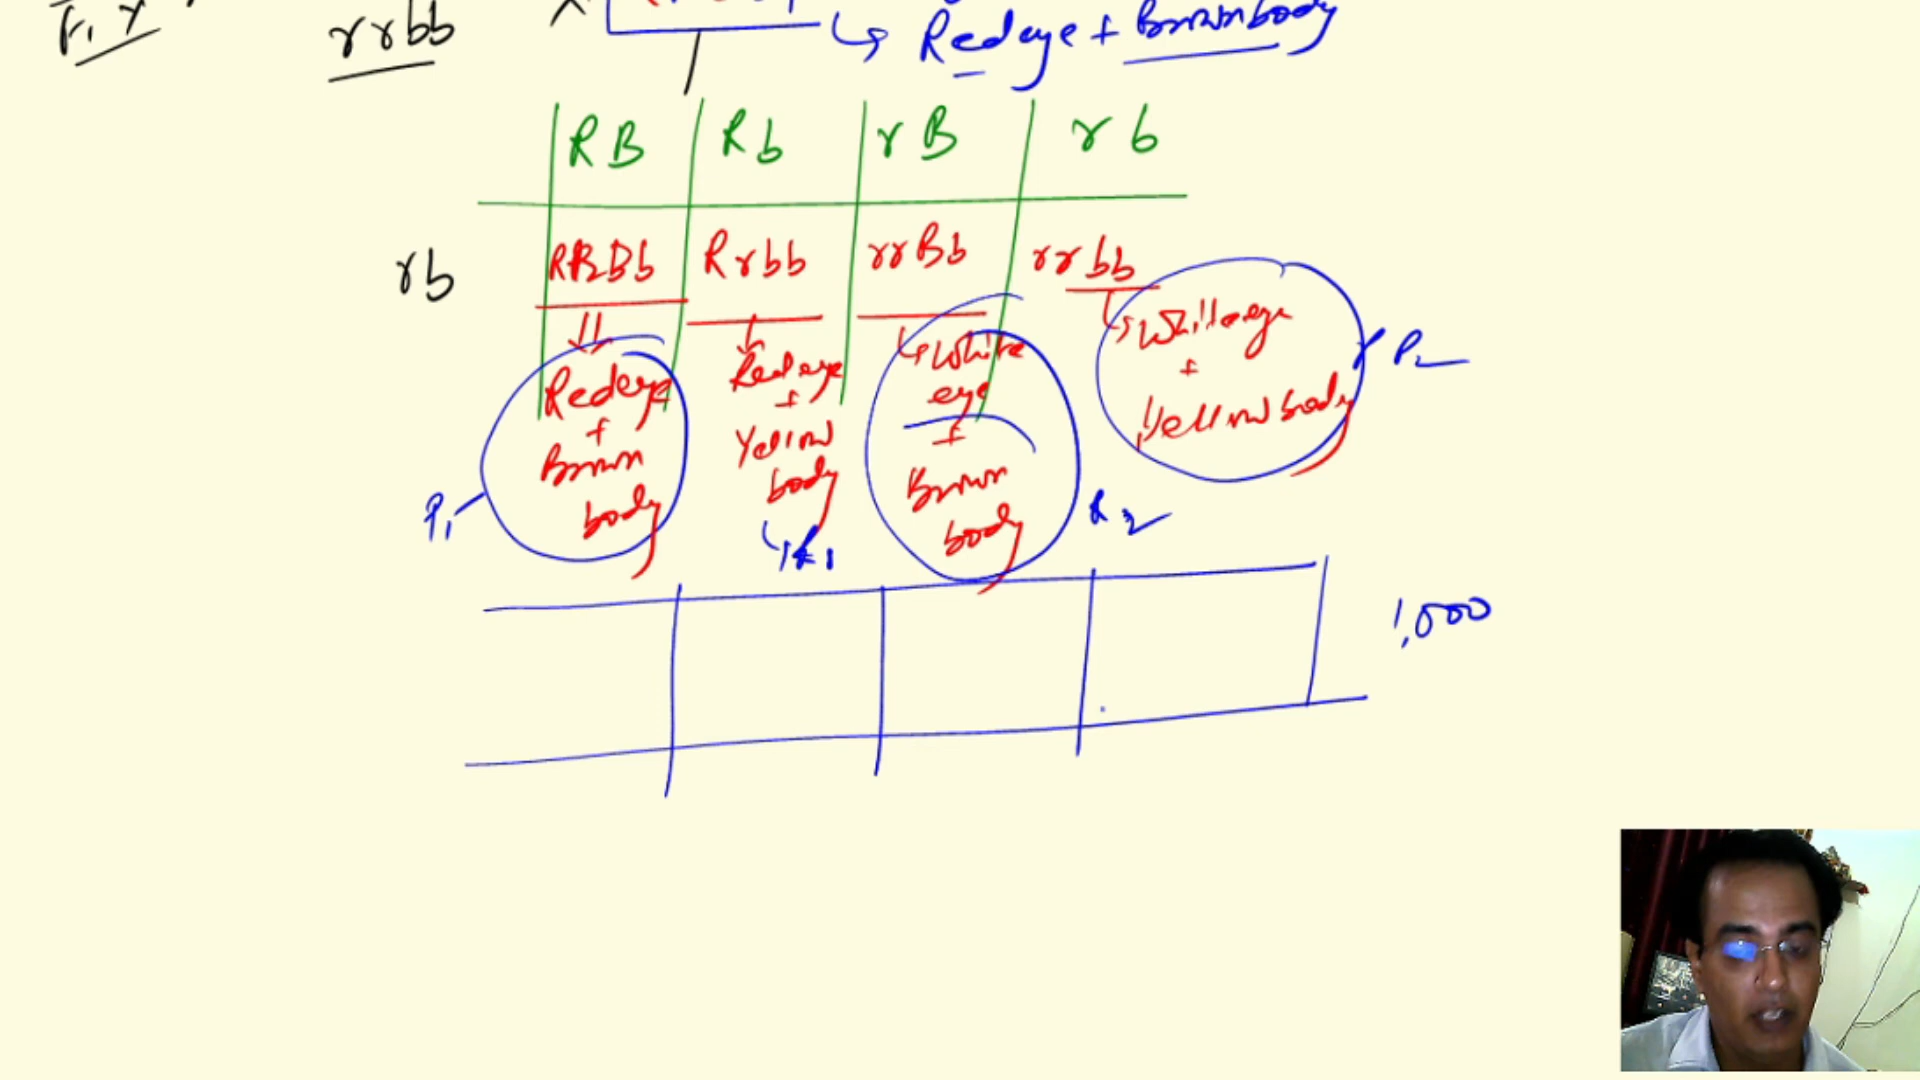 F1 γ
rrbb ×
↳ Red eye + Brown body
RB Rb rB rb
rb RRBb Rrbb rrBb rrbb
Red eye
+
Brown
body
P1
Red eye
+
Yellow
body
↳ R1
↳ White
eye
+
Brown
body
R2
↳ White eye
+
Yellow body
P2
1,000